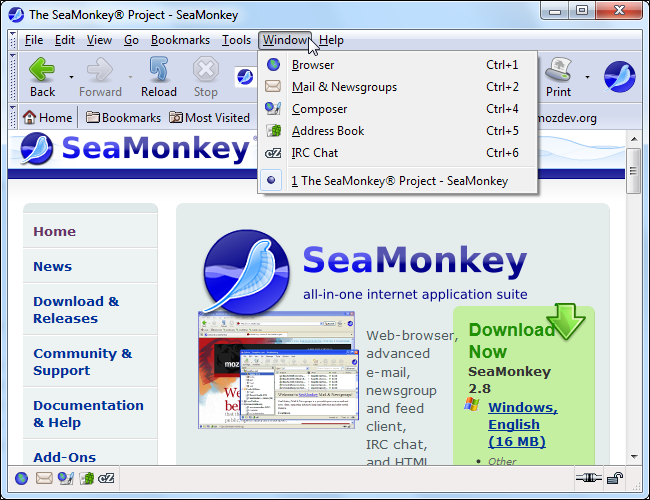 The SeaMonkey® Project - SeaMonkey
File Edit View Go Bookmarks Tools Window Help
Back Forward Reload Stop Print
Browser Ctrl+1
Mail & Newsgroups Ctrl+2
Composer Ctrl+4
Address Book Ctrl+5
IRC Chat Ctrl+6
1 The SeaMonkey® Project - SeaMonkey
Home Bookmarks Most Visited mozdev.org
SeaMonkey®
Home
News
Download &
Releases
Community &
Support
Documentation
& Help
Add-Ons
SeaMonkey
all-in-one internet application suite
Web-browser,
advanced
e-mail,
newsgroup
and feed
client,
IRC chat,
and HTML
Download
Now
SeaMonkey
2.8
Windows,
English
(16 MB)
• Other
cZ